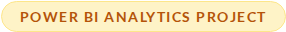 POWER BI ANALYTICS PROJECT